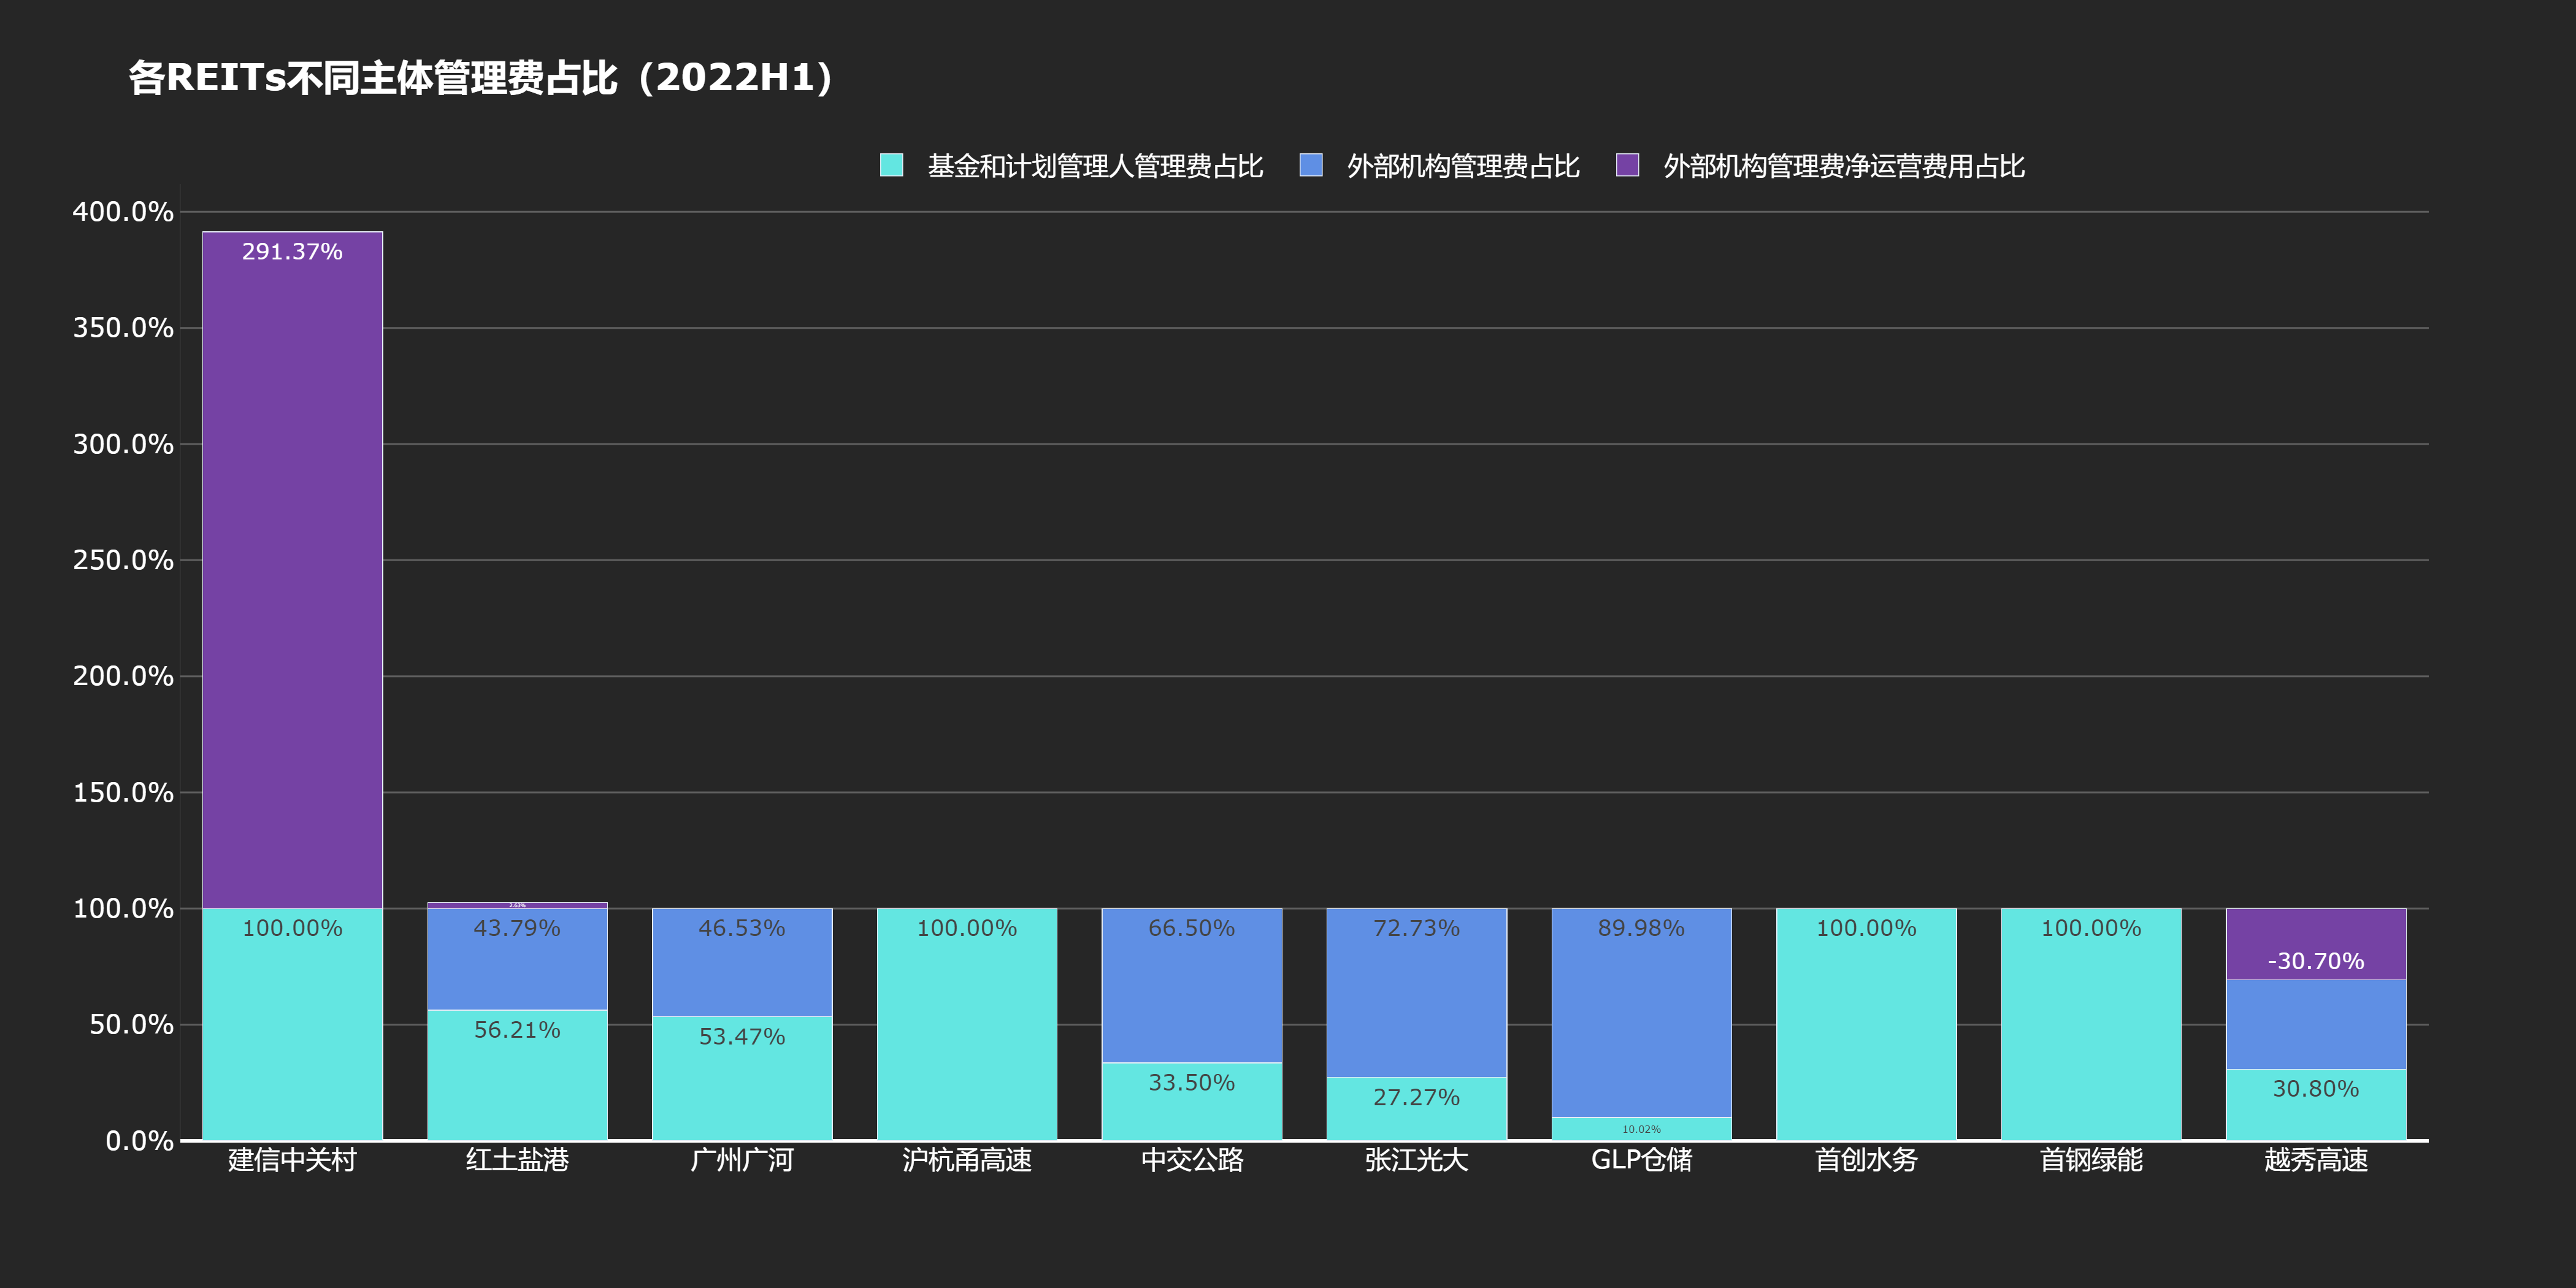 各REITs不同主体管理费占比（2022H1）
基金和计划管理人管理费占比 外部机构管理费占比 外部机构管理费净运营费用占比
400.0%
291.37%
350.0%
300.0%
250.0%
200.0%
150.0%
100.0%
2.63%
100.00% 43.79% 46.53% 100.00% 66.50% 72.73% 89.98% 100.00% 100.00%
-30.70%
50.0%
56.21% 53.47% 33.50% 27.27% 10.02% 30.80%
0.0%
建信中关村 红土盐港 广州广河 沪杭甬高速 中交公路 张江光大 GLP仓储 首创水务 首钢绿能 越秀高速